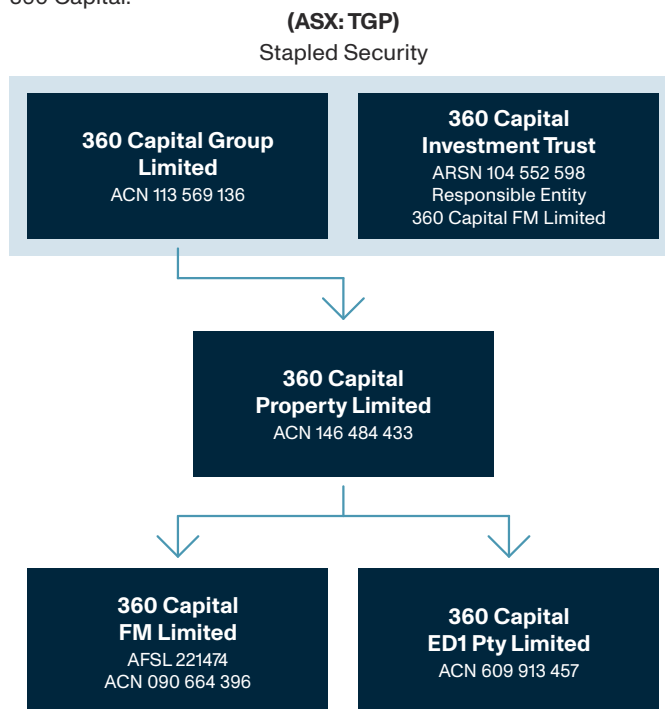 360 Capital.
(ASX: TGP)
Stapled Security
360 Capital Group
Limited
ACN 113 569 136
360 Capital
Investment Trust
ARSN 104 552 598
Responsible Entity
360 Capital FM Limited
360 Capital
Property Limited
ACN 146 484 433
360 Capital
FM Limited
AFSL 221474
ACN 090 664 396
360 Capital
ED1 Pty Limited
ACN 609 913 457